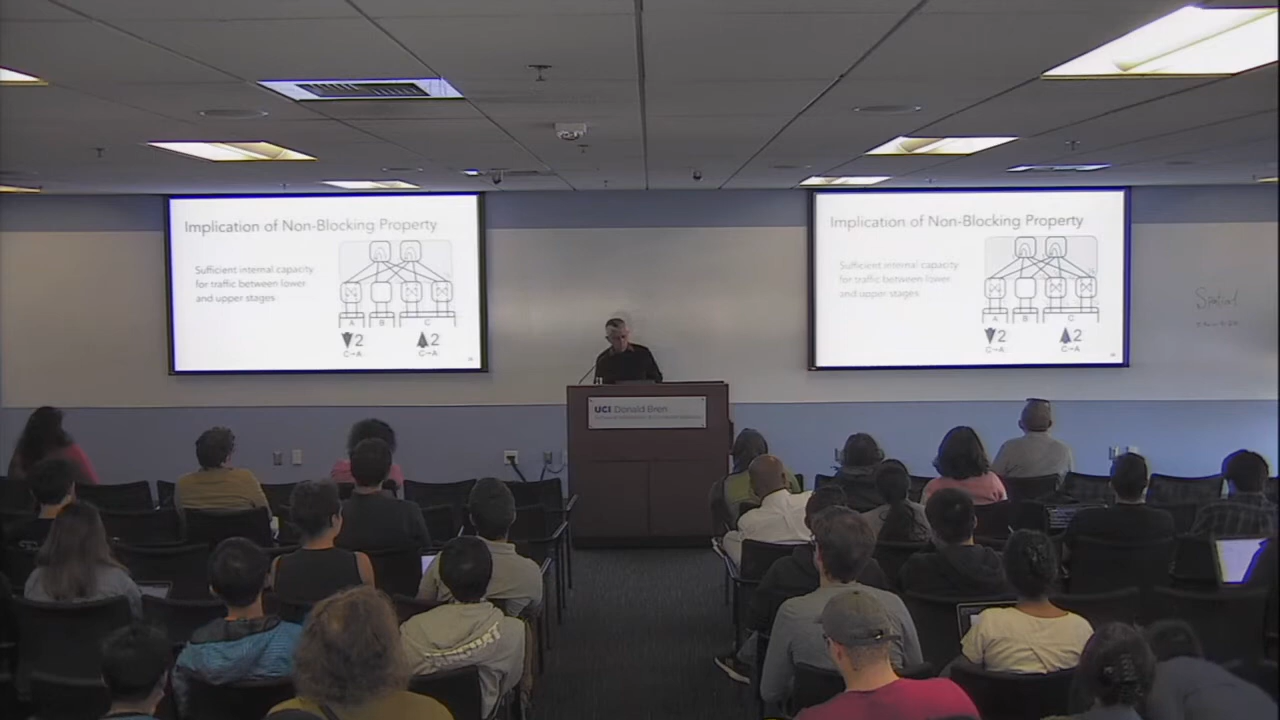 Implication of Non-Blocking Property
Sufficient internal capacity
for traffic between lower
and upper stages
A B C
2 2
C→A C→A
Implication of Non-Blocking Property
Sufficient internal capacity
for traffic between lower
and upper stages
A B C
2 2
C→A C→A
UCI Donald Bren